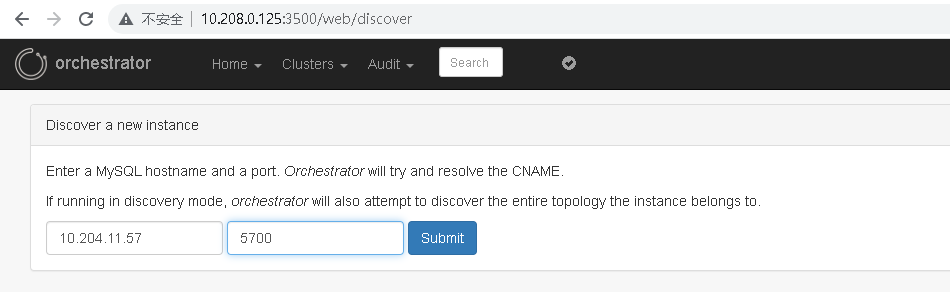 不安全 10.208.0.125:3500/web/discover
orchestrator Home Clusters Audit Search
Discover a new instance
Enter a MySQL hostname and a port. Orchestrator will try and resolve the CNAME.
If running in discovery mode, orchestrator will also attempt to discover the entire topology the instance belongs to.
10.204.11.57 5700 Submit